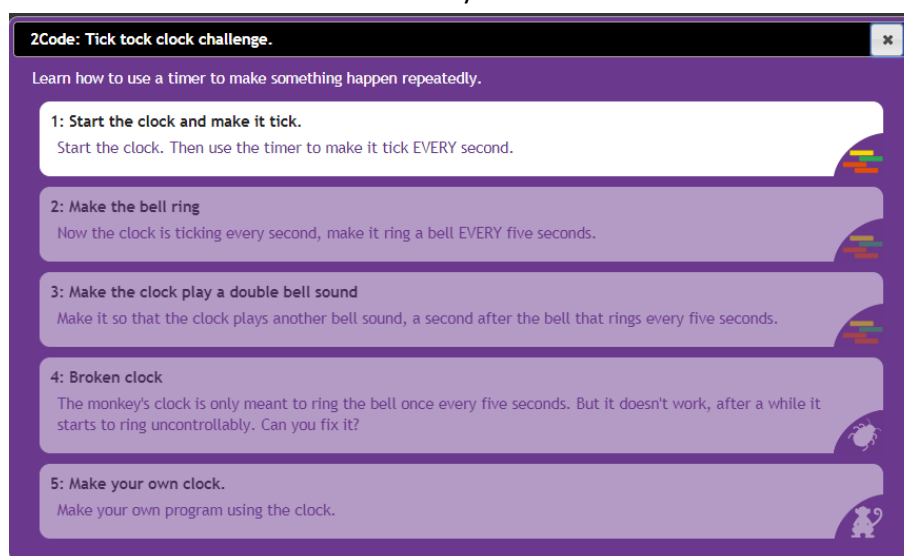 2Code: Tick tock clock challenge.
Learn how to use a timer to make something happen repeatedly.
1: Start the clock and make it tick.
Start the clock. Then use the timer to make it tick EVERY second.
2: Make the bell ring
Now the clock is ticking every second, make it ring a bell EVERY five seconds.
3: Make the clock play a double bell sound
Make it so that the clock plays another bell sound, a second after the bell that rings every five seconds.
4: Broken clock
The monkey's clock is only meant to ring the bell once every five seconds. But it doesn't work, after a while it
starts to ring uncontrollably. Can you fix it?
5: Make your own clock.
Make your own program using the clock.